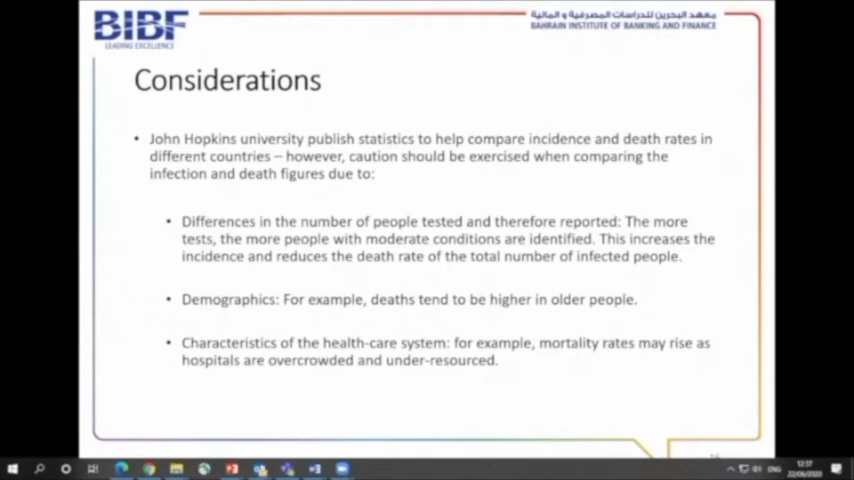 BIBF
LEADING EXCELLENCE
معهد البحرين للدراسات المصرفية و المالية
BAHRAIN INSTITUTE OF BANKING AND FINANCE
Considerations
• John Hopkins university publish statistics to help compare incidence and death rates in
different countries – however, caution should be exercised when comparing the
infection and death figures due to:
• Differences in the number of people tested and therefore reported: The more
tests, the more people with moderate conditions are identified. This increases the
incidence and reduces the death rate of the total number of infected people.
• Demographics: For example, deaths tend to be higher in older people.
• Characteristics of the health-care system: for example, mortality rates may rise as
hospitals are overcrowded and under-resourced.
ENG
12:37
22/06/2020